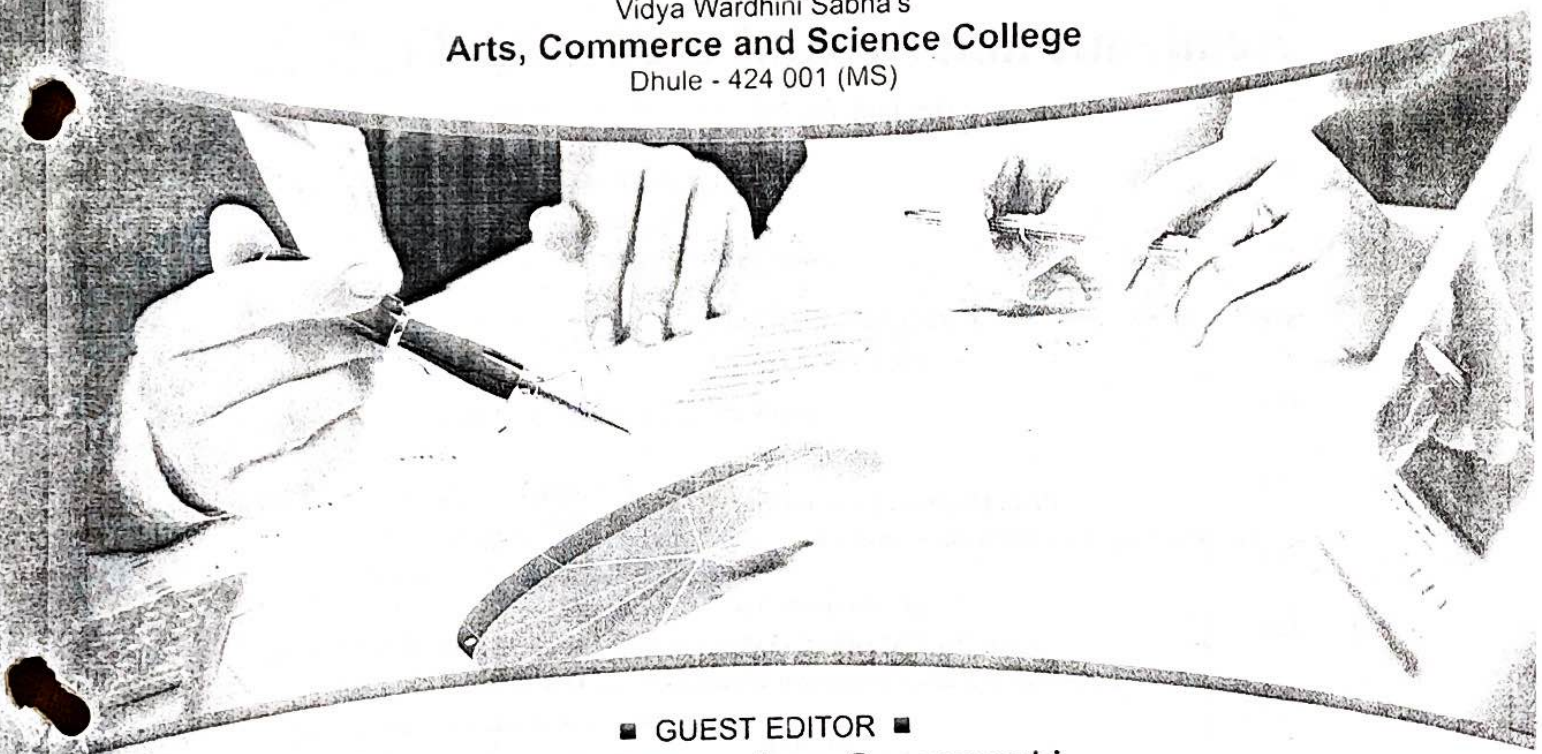 Vidya Wardhini Sabha's
Arts, Commerce and Science College
Dhule - 424 001 (MS)
■ GUEST EDITOR ■